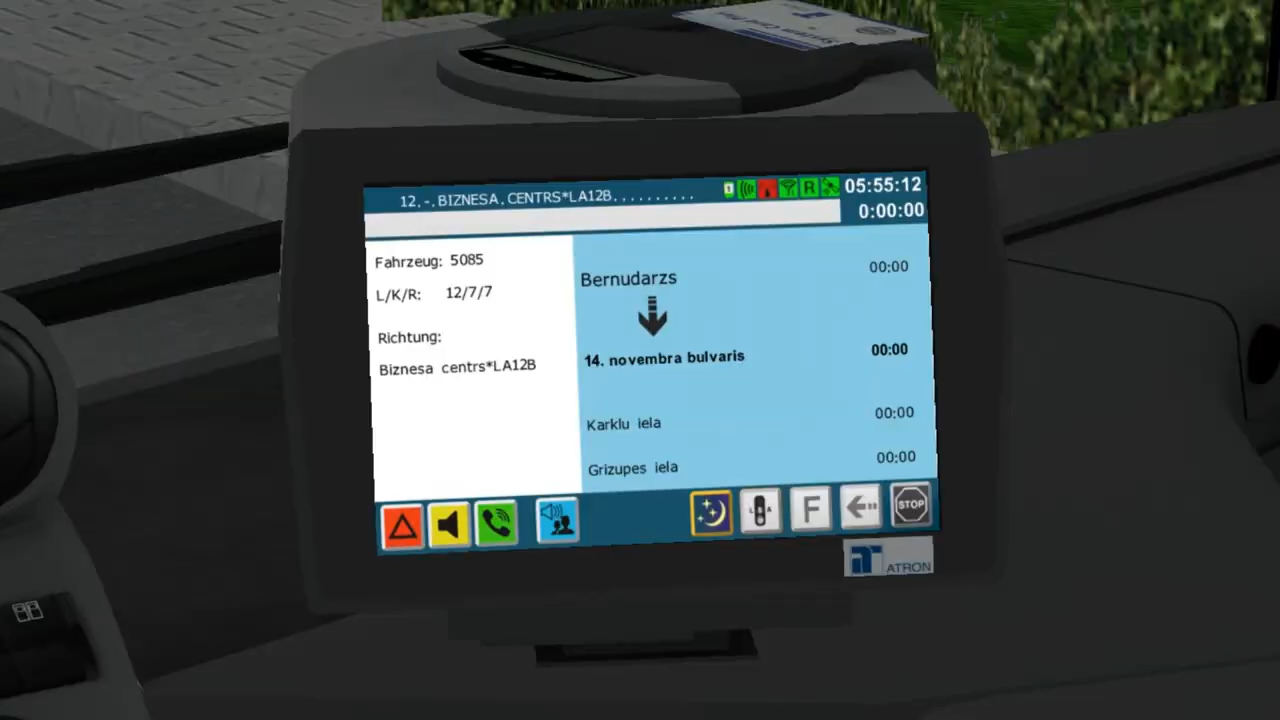 12.-.BIZNESA.CENTRS*LA12B..........
05:55:12
0:00:00
R
Fahrzeug: 5085
L/K/R: 12/7/7
Richtung:
Biznesa centrs*LA12B
Bernudarzs 00:00
14. novembra bulvaris 00:00
Karklu iela 00:00
Grizupes iela 00:00
F
STOP
ATRON